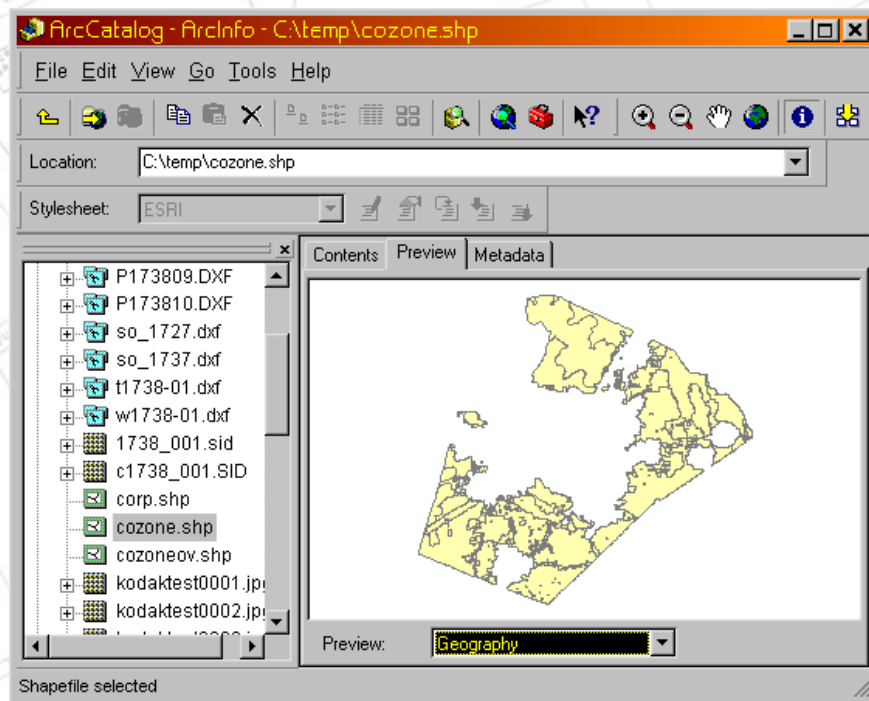 ArcCatalog - ArcInfo - C:\temp\cozone.shp
File Edit View Go Tools Help
Location: C:\temp\cozone.shp
Stylesheet: ESRI
P173809.DXF
P173810.DXF
so_1727.dxf
so_1737.dxf
t1738-01.dxf
w1738-01.dxf
1738_001.sid
c1738_001.SID
corp.shp
cozone.shp
cozoneov.shp
kodaktest0001.jpg
kodaktest0002.jpg
Contents Preview Metadata
Preview: Geography
Shapefile selected